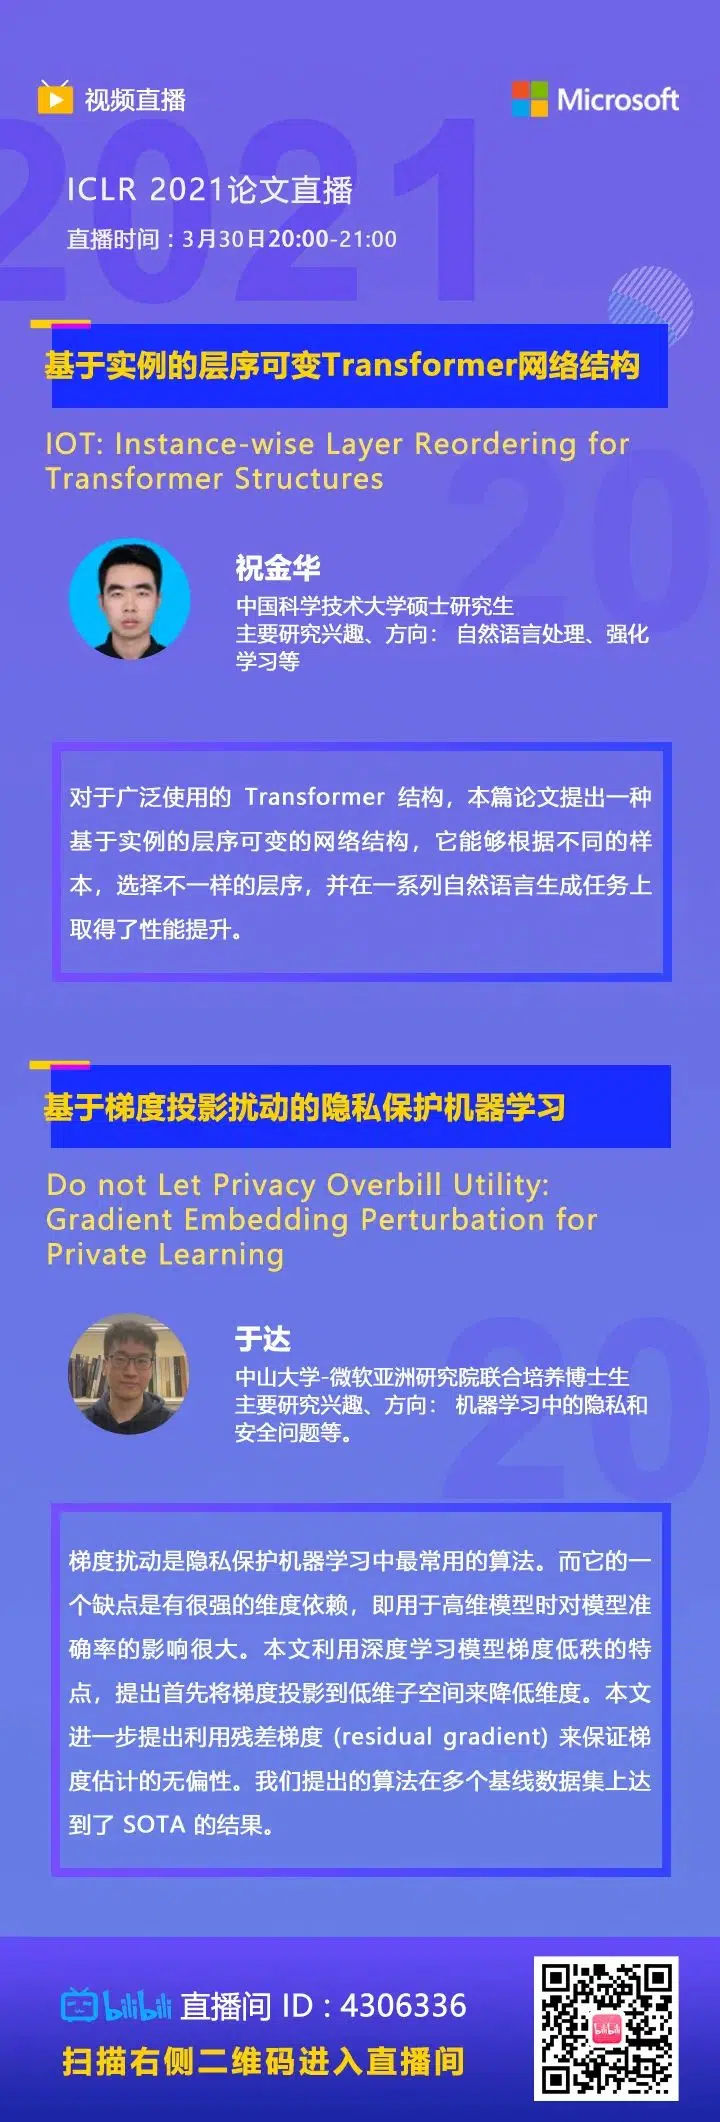 视频直播
Microsoft
2021
ICLR 2021论文直播
直播时间：3月30日20:00-21:00
基于实例的层序可变Transformer网络结构
IOT: Instance-wise Layer Reordering for
Transformer Structures
20
祝金华
中国科学技术大学硕士研究生
主要研究兴趣、方向： 自然语言处理、强化
学习等
对于广泛使用的 Transformer 结构，本篇论文提出一种
基于实例的层序可变的网络结构，它能够根据不同的样
本，选择不一样的层序，并在一系列自然语言生成任务上
取得了性能提升。
基于梯度投影扰动的隐私保护机器学习
Do not Let Privacy Overbill Utility:
Gradient Embedding Perturbation for
Private Learning
20
于达
中山大学-微软亚洲研究院联合培养博士生
主要研究兴趣、方向： 机器学习中的隐私和
安全问题等。
梯度扰动是隐私保护机器学习中最常用的算法。而它的一
个缺点是有很强的维度依赖，即用于高维模型时对模型准
确率的影响很大。本文利用深度学习模型梯度低秩的特
点，提出首先将梯度投影到低维子空间来降低维度。本文
进一步提出利用残差梯度 (residual gradient) 来保证梯
度估计的无偏性。我们提出的算法在多个基线数据集上达
到了 SOTA 的结果。
bilibili 直播间 ID：4306336
扫描右侧二维码进入直播间
bilibili